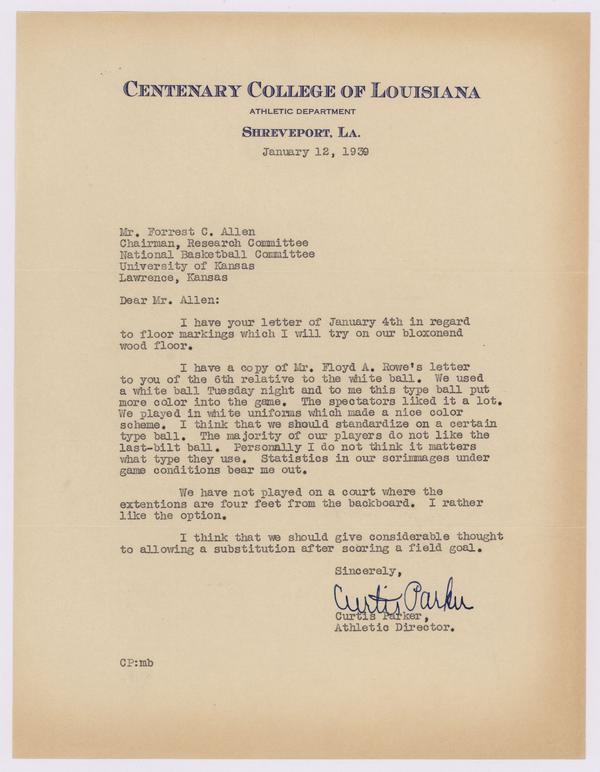 CENTENARY COLLEGE OF LOUISIANA
ATHLETIC DEPARTMENT
SHREVEPORT, LA.
January 12, 1939
Mr. Forrest C. Allen
Chairman, Research Committee
National Basketball Committee
University of Kansas
Lawrence, Kansas
Dear Mr. Allen:
I have your letter of January 4th in regard
to floor markings which I will try on our bloxonend
wood floor.
I have a copy of Mr. Floyd A. Rowe's letter
to you of the 6th relative to the white ball. We used
a white ball Tuesday night and to me this type ball put
more color into the game. The spectators liked it a lot.
We played in white uniforms which made a nice color
scheme. I think that we should standardize on a certain
type ball. The majority of our players do not like the
last-bilt ball. Personally I do not think it matters
what type they use. Statistics in our scrimmages under
game conditions bear me out.
We have not played on a court where the
extentions are four feet from the backboard. I rather
like the option.
I think that we should give considerable thought
to allowing a substitution after scoring a field goal.
Sincerely,
Curtis Parker
Curtis Parker,
Athletic Director.
CP:mb